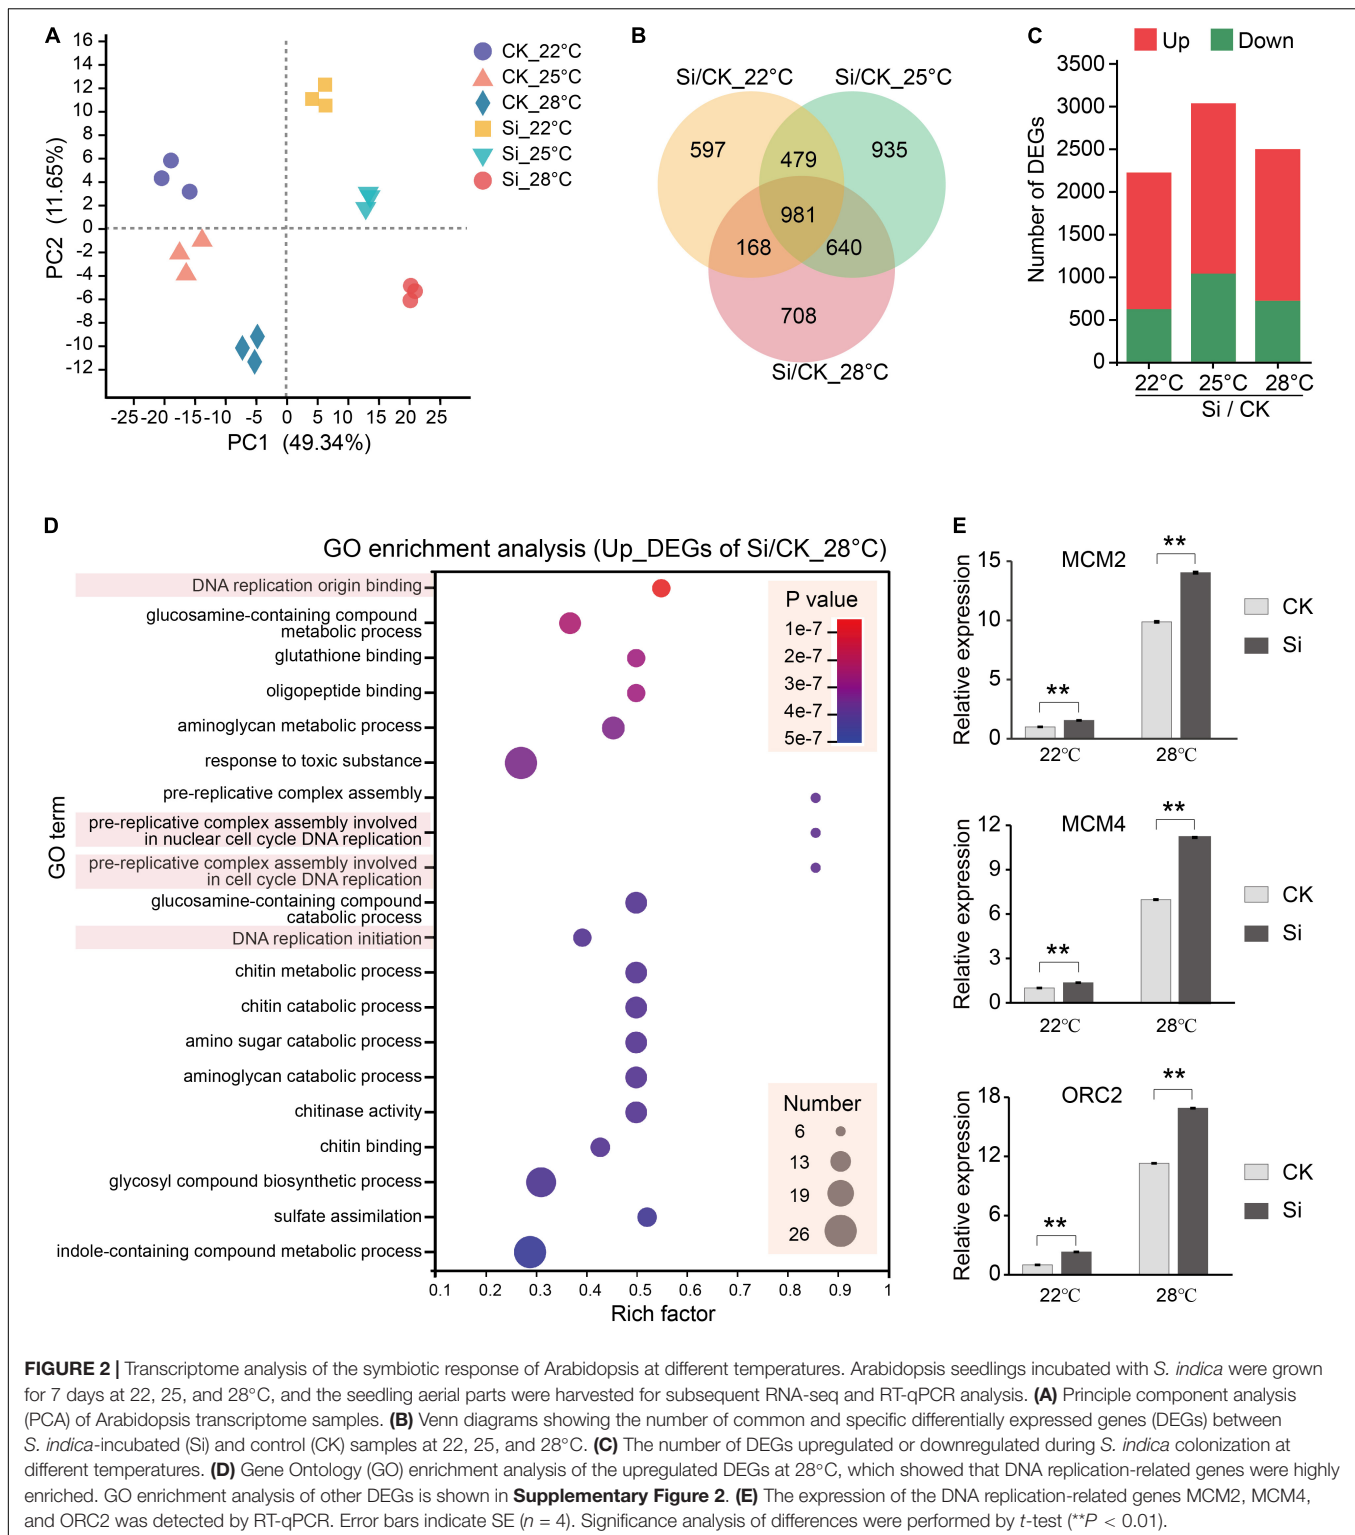 A
16
14
12
10
8
6
4
2
0
-2
-4
-6
-8
-10
-12
PC2 (11.65%)
-25 -20 -15 -10 -5 0 5 10 15 20 25
PC1 (49.34%)
CK_22°C
CK_25°C
CK_28°C
Si_22°C
Si_25°C
Si_28°C
B
Si/CK_22°C Si/CK_25°C
597 479 935
981
168 640
708
Si/CK_28°C
C
Up Down
3500
3000
2500
2000
1500
1000
500
0
Number of DEGs
22°C 25°C 28°C
Si / CK
D
GO enrichment analysis (Up_DEGs of Si/CK_28°C)
GO term
DNA replication origin binding
glucosamine-containing compound
metabolic process
glutathione binding
oligopeptide binding
aminoglycan metabolic process
response to toxic substance
pre-replicative complex assembly
pre-replicative complex assembly involved
in nuclear cell cycle DNA replication
pre-replicative complex assembly involved
in cell cycle DNA replication
glucosamine-containing compound
catabolic process
DNA replication initiation
chitin metabolic process
chitin catabolic process
amino sugar catabolic process
aminoglycan catabolic process
chitinase activity
chitin binding
glycosyl compound biosynthetic process
sulfate assimilation
indole-containing compound metabolic process
P value
1e-7
2e-7
3e-7
4e-7
5e-7
Number
6
13
19
26
0.1 0.2 0.3 0.4 0.5 0.6 0.7 0.8 0.9 1
Rich factor
E
MCM2
Relative expression
15
10
5
0
**
**
22℃ 28℃
CK
Si
MCM4
Relative expression
12
9
6
3
0
**
**
22℃ 28℃
CK
Si
ORC2
Relative expression
18
12
6
0
**
**
22℃ 28℃
CK
Si
FIGURE 2 | Transcriptome analysis of the symbiotic response of Arabidopsis at different temperatures. Arabidopsis seedlings incubated with S. indica were grown
for 7 days at 22, 25, and 28°C, and the seedling aerial parts were harvested for subsequent RNA-seq and RT-qPCR analysis. (A) Principle component analysis
(PCA) of Arabidopsis transcriptome samples. (B) Venn diagrams showing the number of common and specific differentially expressed genes (DEGs) between
S. indica-incubated (Si) and control (CK) samples at 22, 25, and 28°C. (C) The number of DEGs upregulated or downregulated during S. indica colonization at
different temperatures. (D) Gene Ontology (GO) enrichment analysis of the upregulated DEGs at 28°C, which showed that DNA replication-related genes were highly
enriched. GO enrichment analysis of other DEGs is shown in Supplementary Figure 2. (E) The expression of the DNA replication-related genes MCM2, MCM4,
and ORC2 was detected by RT-qPCR. Error bars indicate SE (n = 4). Significance analysis of differences were performed by t-test (**P < 0.01).